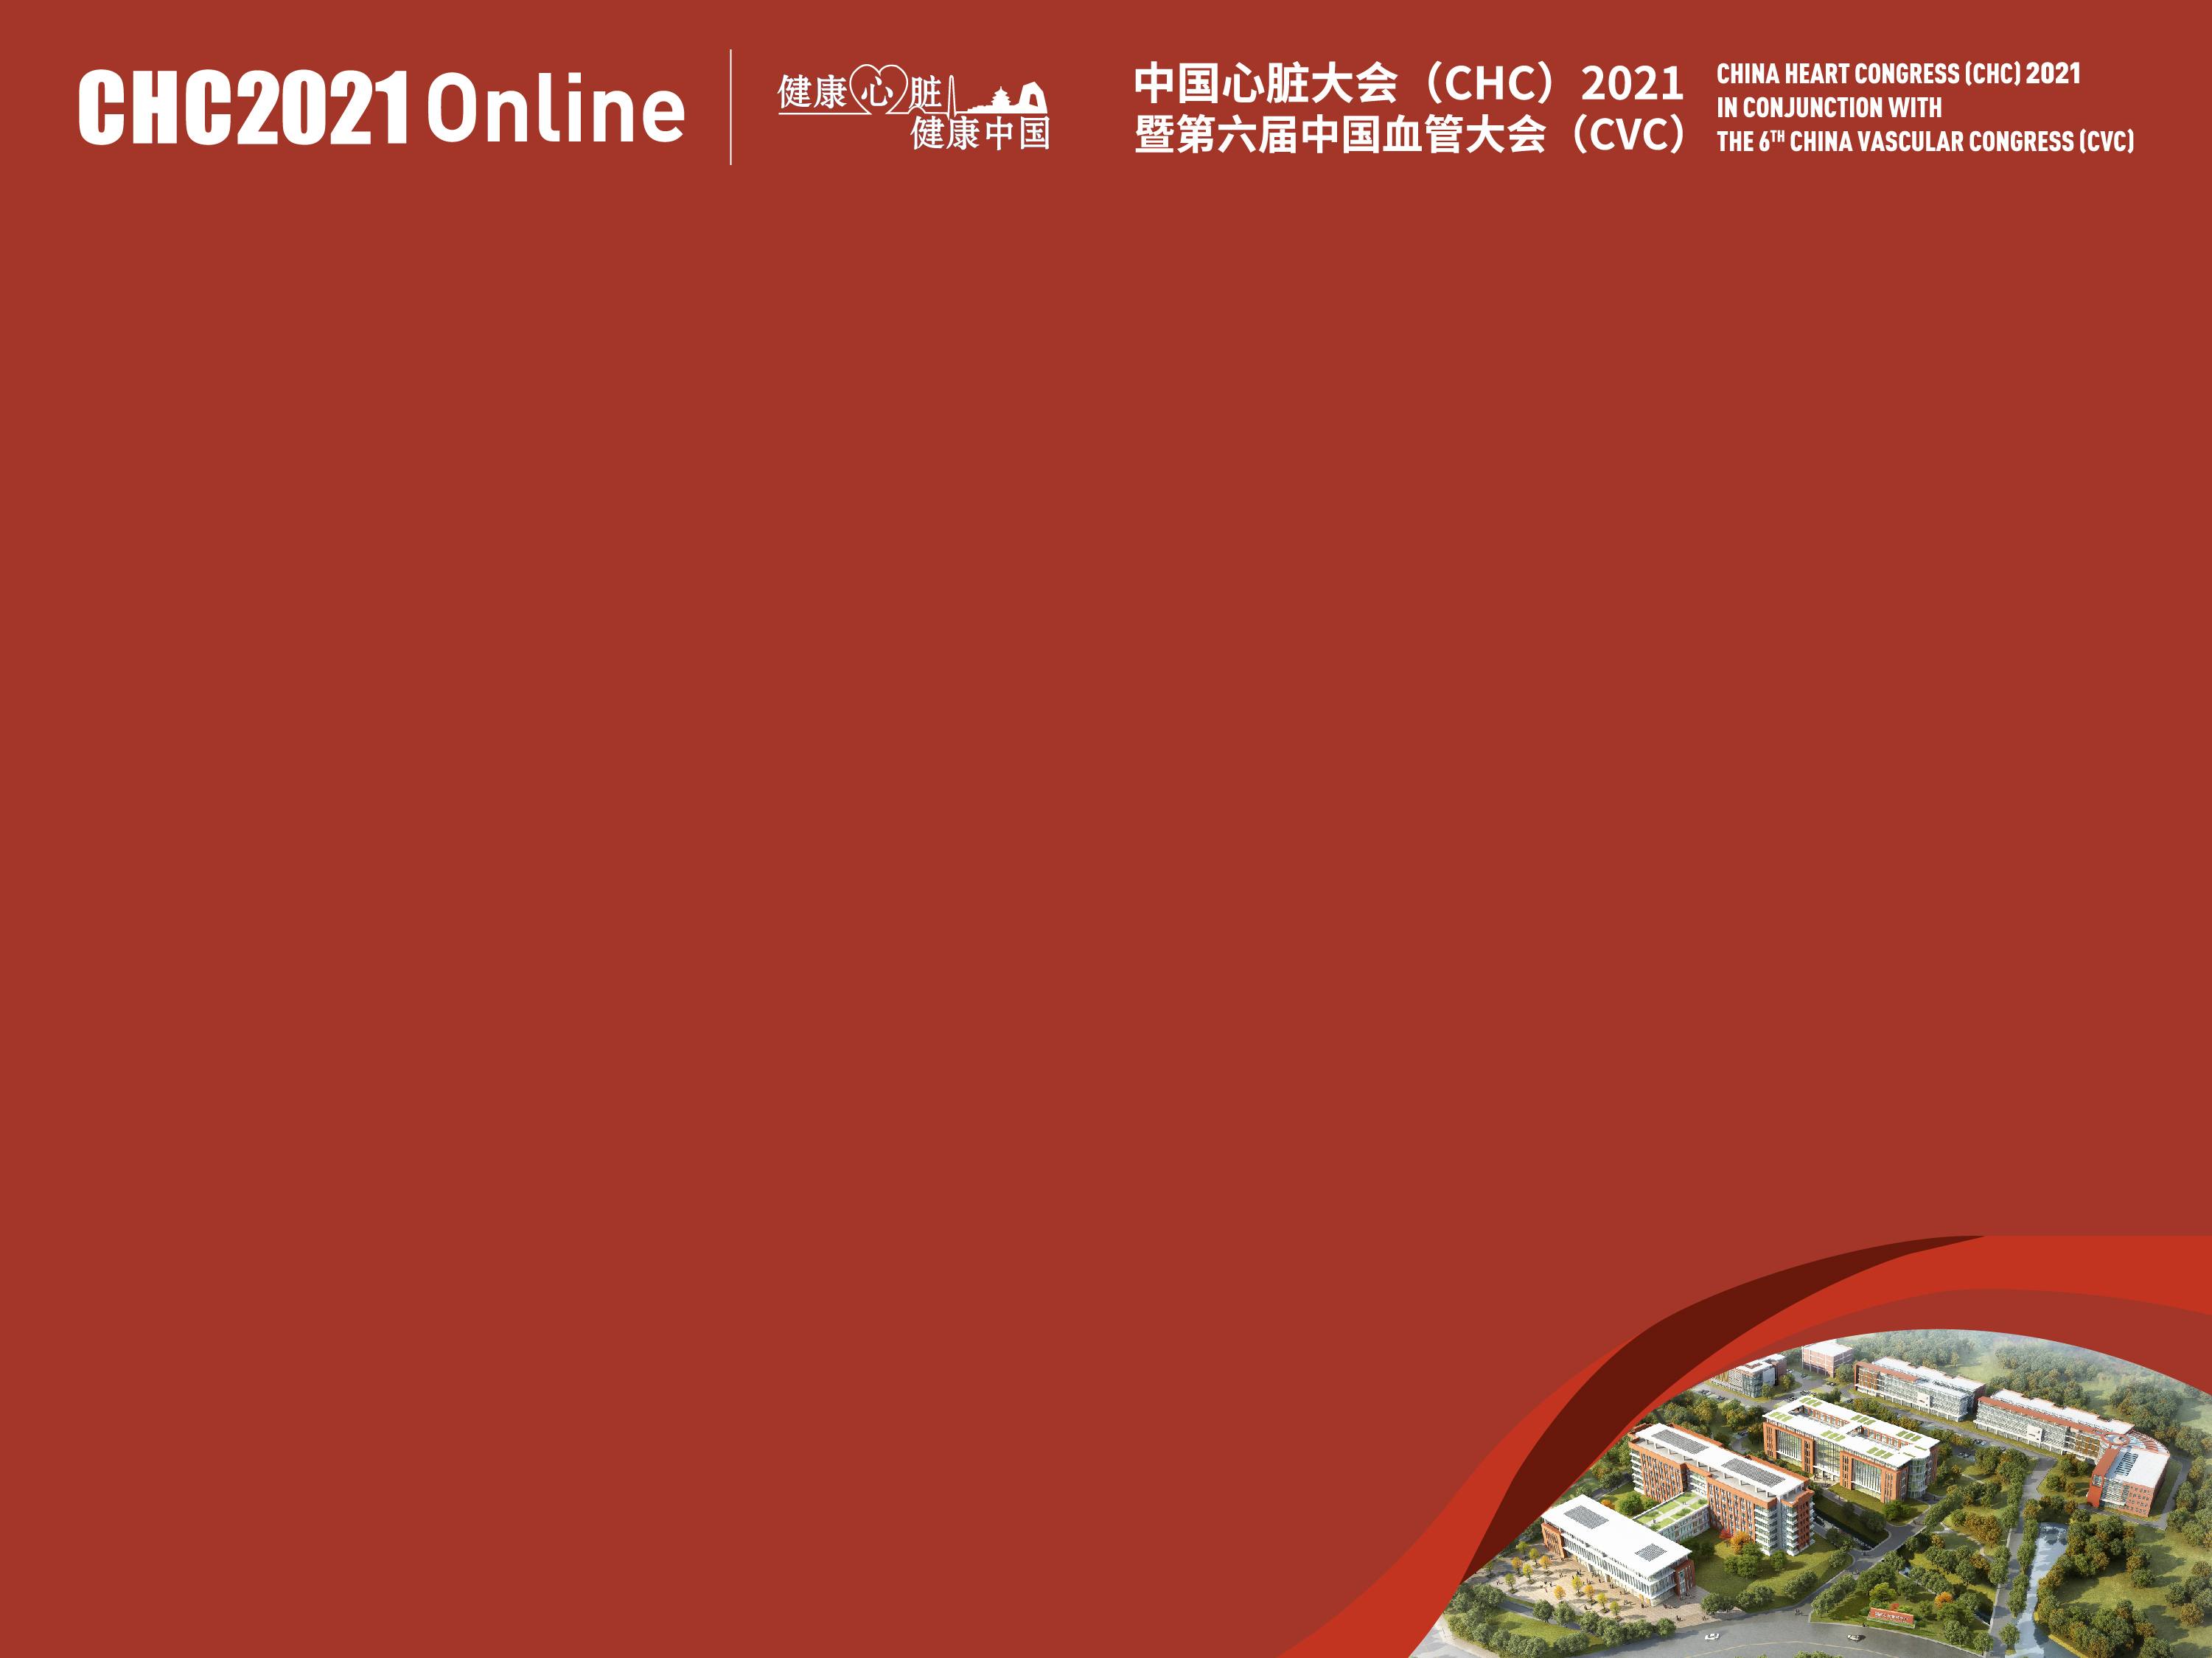 CHC2021 Online
健康心脏
健康中国
中国心脏大会（CHC）2021
暨第六届中国血管大会（CVC）
CHINA HEART CONGRESS (CHC) 2021
IN CONJUNCTION WITH
THE 6TH CHINA VASCULAR CONGRESS (CVC)